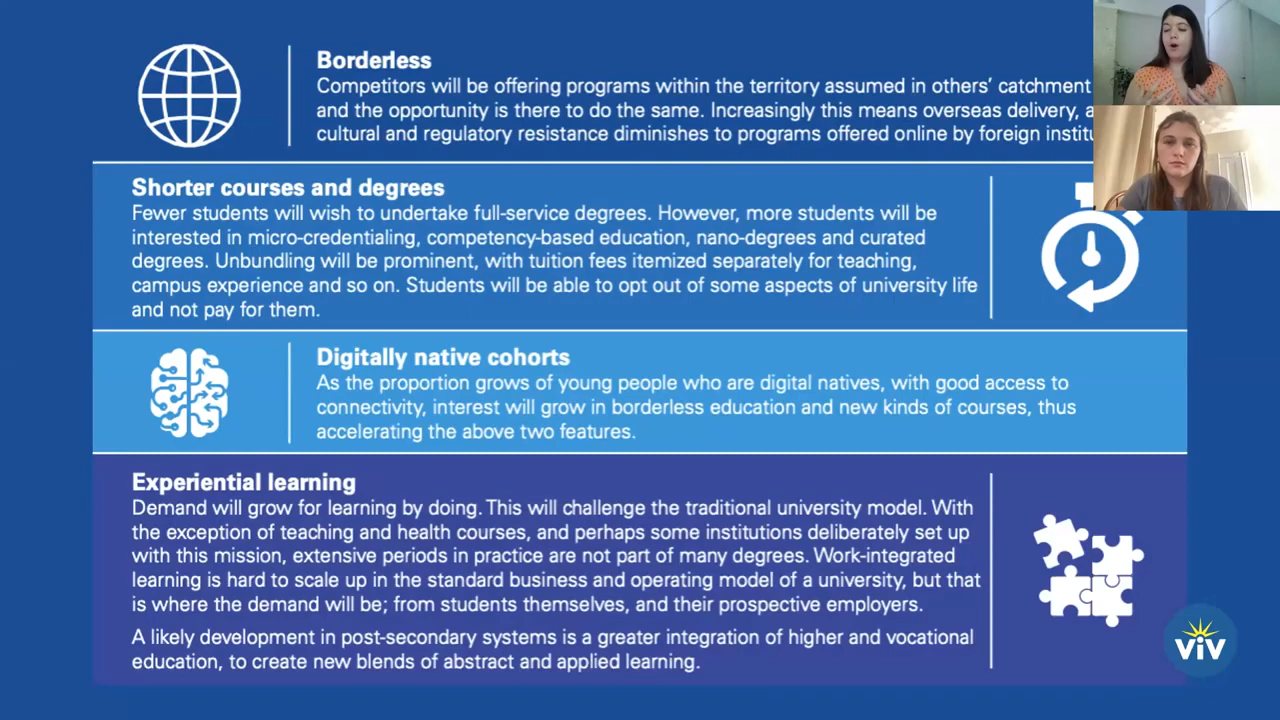 Borderless
Competitors will be offering programs within the territory assumed in others’ catchment
and the opportunity is there to do the same. Increasingly this means overseas delivery,
cultural and regulatory resistance diminishes to programs offered online by foreign
Shorter courses and degrees
Fewer students will wish to undertake full-service degrees. However, more students will be
interested in micro-credentialing, competency-based education, nano-degrees and curated
degrees. Unbundling will be prominent, with tuition fees itemized separately for teaching,
campus experience and so on. Students will be able to opt out of some aspects of university life
and not pay for them.
Digitally native cohorts
As the proportion grows of young people who are digital natives, with good access to
connectivity, interest will grow in borderless education and new kinds of courses, thus
accelerating the above two features.
Experiential learning
Demand will grow for learning by doing. This will challenge the traditional university model. With
the exception of teaching and health courses, and perhaps some institutions deliberately set up
with this mission, extensive periods in practice are not part of many degrees. Work-integrated
learning is hard to scale up in the standard business and operating model of a university, but that
is where the demand will be; from students themselves, and their prospective employers.
A likely development in post-secondary systems is a greater integration of higher and vocational
education, to create new blends of abstract and applied learning.
viv